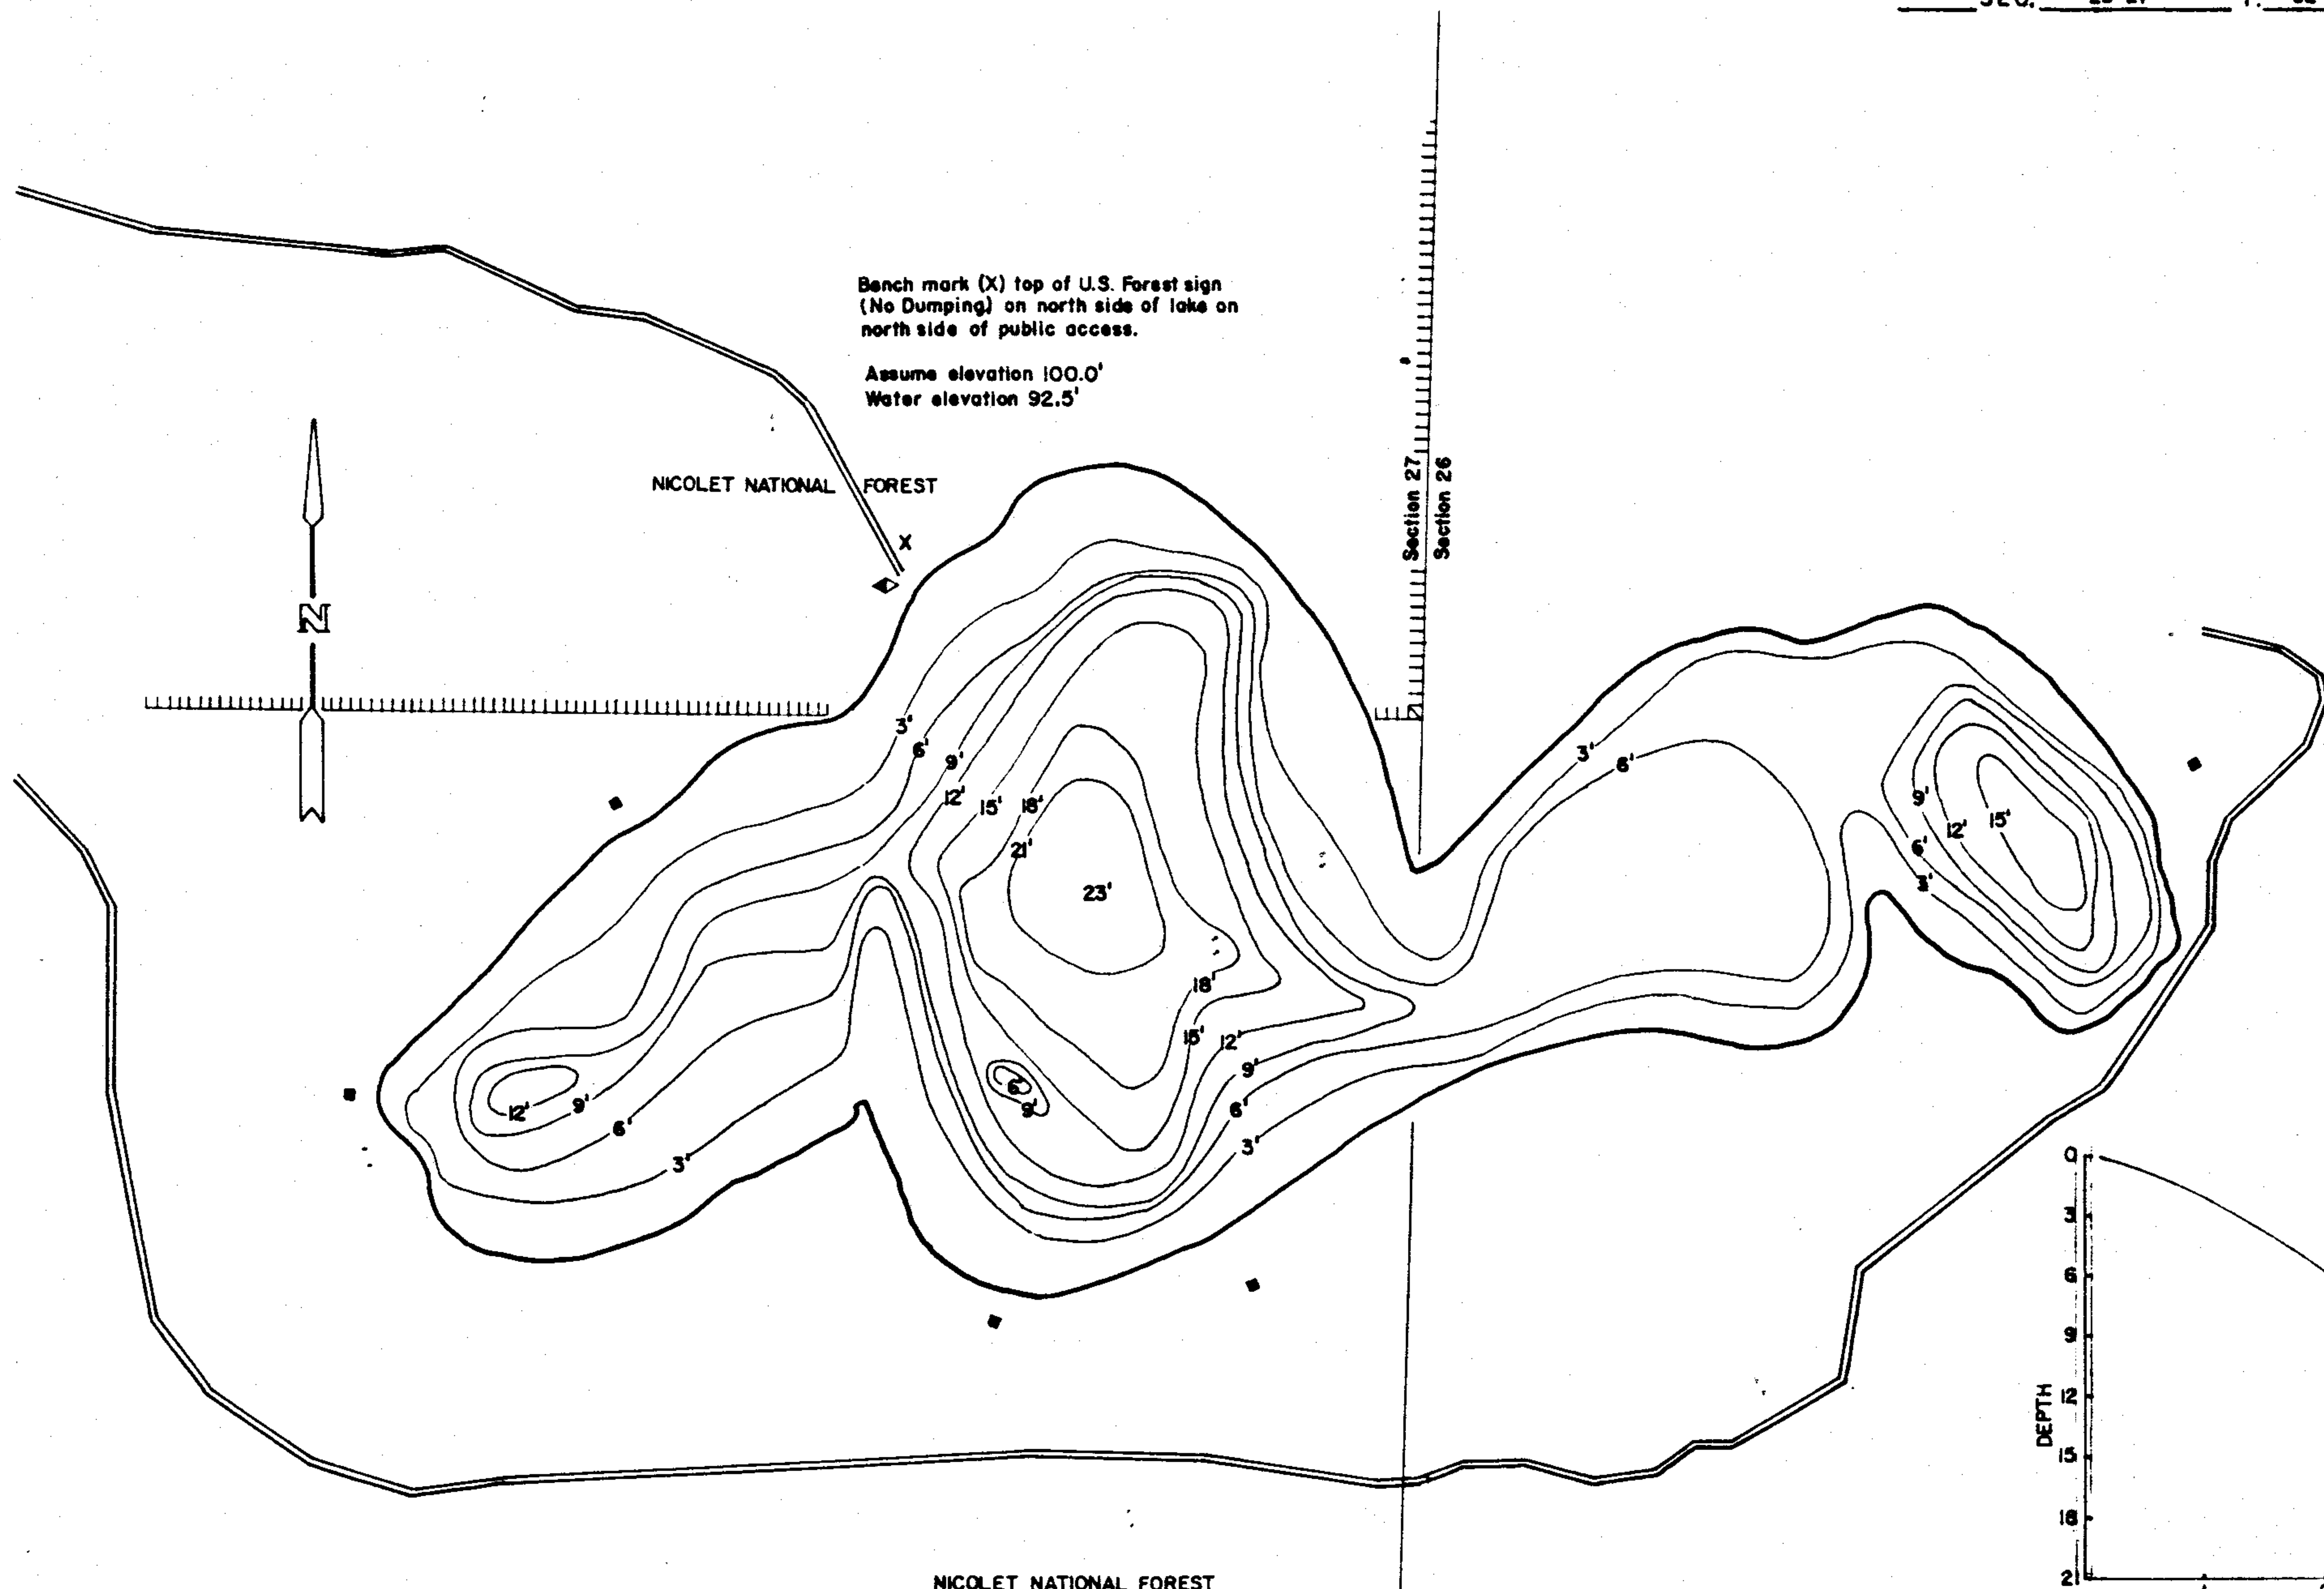 Bench mark (X) top of U.S. Forest sign
(No Dumping) on north side of lake on
north side of public access.
Assume elevation 100.0'
Water elevation 92.5'
NICOLET NATIONAL FOREST
X
Section 27
Section 26
N
3'
6'
9'
12'
15'
18'
21'
23'
3'
6'
9'
12'
15'
6'
3'
18'
15'
12'
9'
6'
3'
6'
9'
12'
9'
6'
3'
DEPTH
0
3
6
9
12
15
18
21
NICOLET NATIONAL FOREST